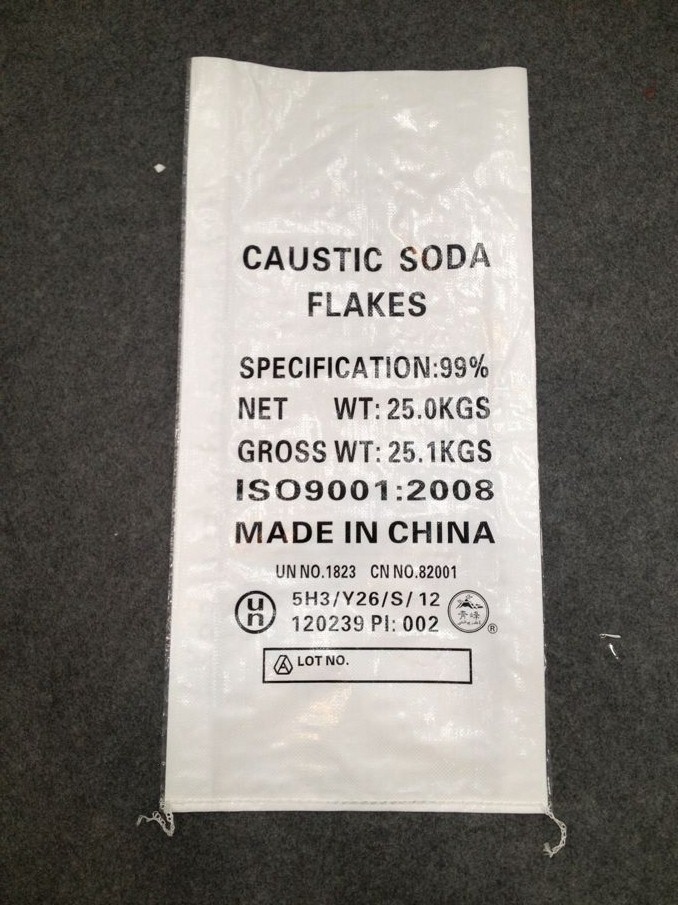 CAUSTIC SODA
FLAKES
SPECIFICATION:99%
NET WT: 25.0KGS
GROSS WT: 25.1KGS
ISO9001:2008
MADE IN CHINA
UN NO.1823 CN NO.82001
un 5H3/Y26/S/12
120239 PI: 002 ®
LOT NO.